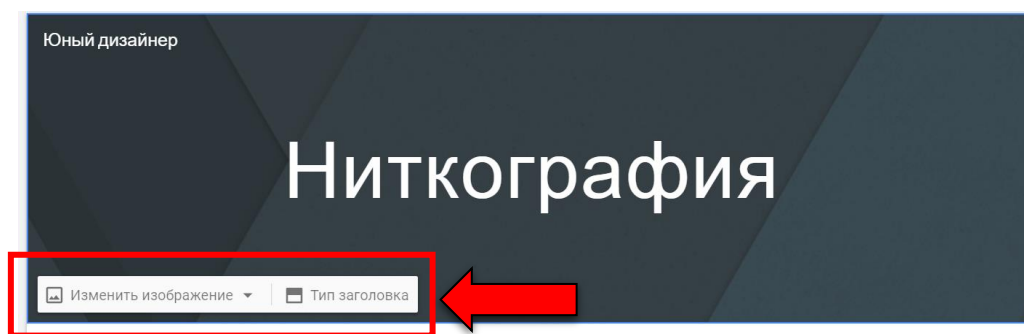 Юный дизайнер
Ниткография
Изменить изображение Тип заголовка